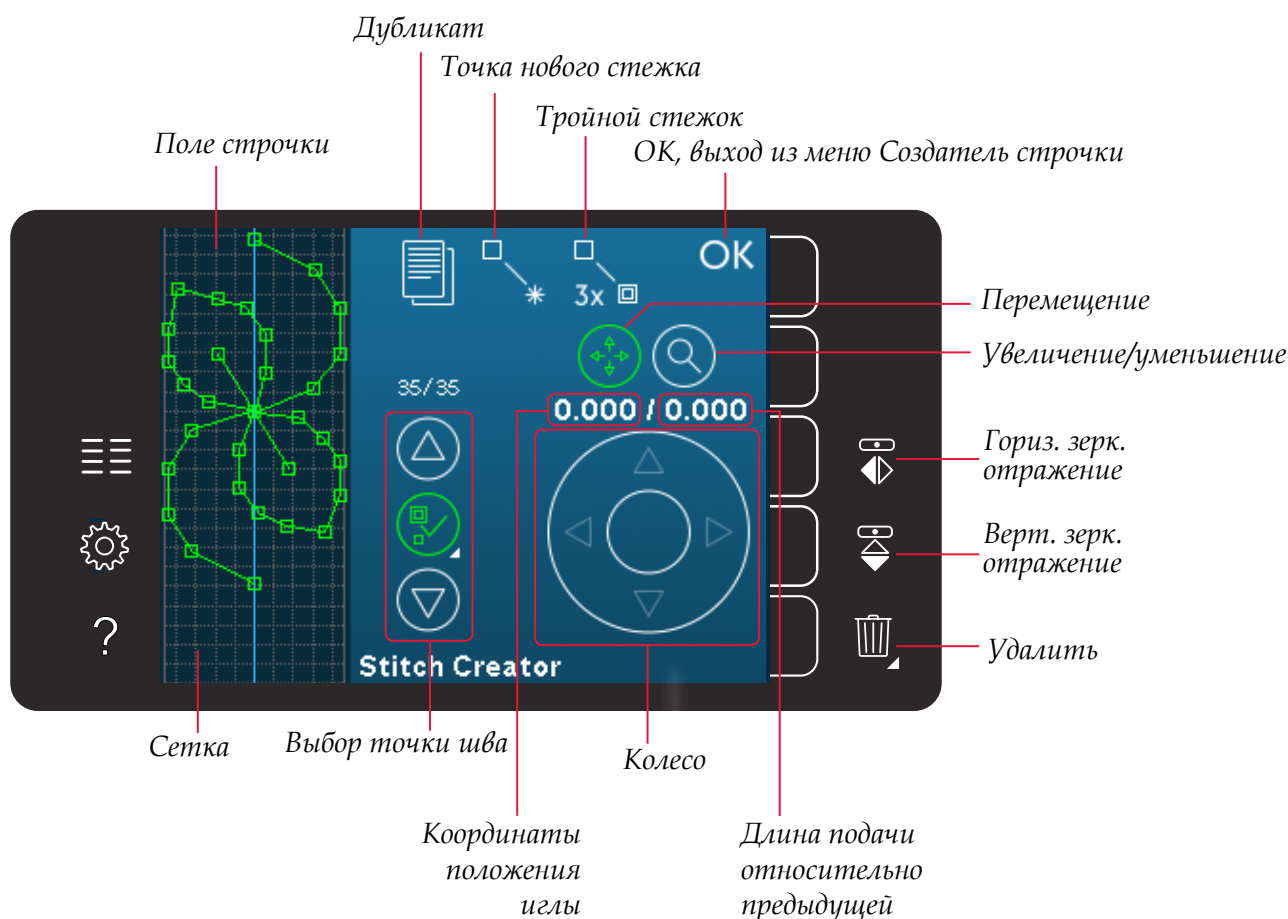 Дубликат
Точка нового стежка
Тройной стежок
Поле строчки
ОК, выход из меню Создатель строчки
OK
3x
Перемещение
Увеличение/уменьшение
35/35
0.000 / 0.000
Гориз. зерк.
отражение
Верт. зерк.
отражение
?
Удалить
Stitch Creator
Сетка
Выбор точки шва
Колесо
Координаты
положения
иглы
Длина подачи
относительно
предыдущей